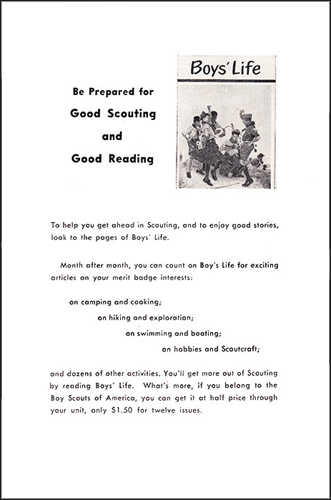 Boys' Life
Be Prepared for
Good Scouting
and
Good Reading
To help you get ahead in Scouting, and to enjoy good stories,
look to the pages of Boys' Life.
Month after month, you can count on Boy's Life for exciting
articles on your merit badge interests:
on camping and cooking;
on hiking and exploration;
on swimming and boating;
on hobbies and Scoutcraft;
and dozens of other activities. You'll get more out of Scouting
by reading Boys' Life. What's more, if you belong to the
Boy Scouts of America, you can get it at half price through
your unit, only $1.50 for twelve issues.